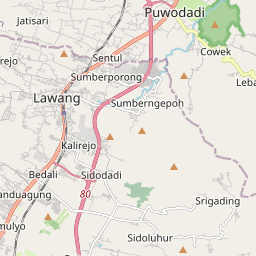 Jatisari
Puwodadi
Cowek
Sentul
rejo
Sumberporong
Leba
Lawang
Sumberngepoh
Kalirejo
Bedali
Sidodadi
anduagung
80
Srigading
mulyo
Sidoluhur